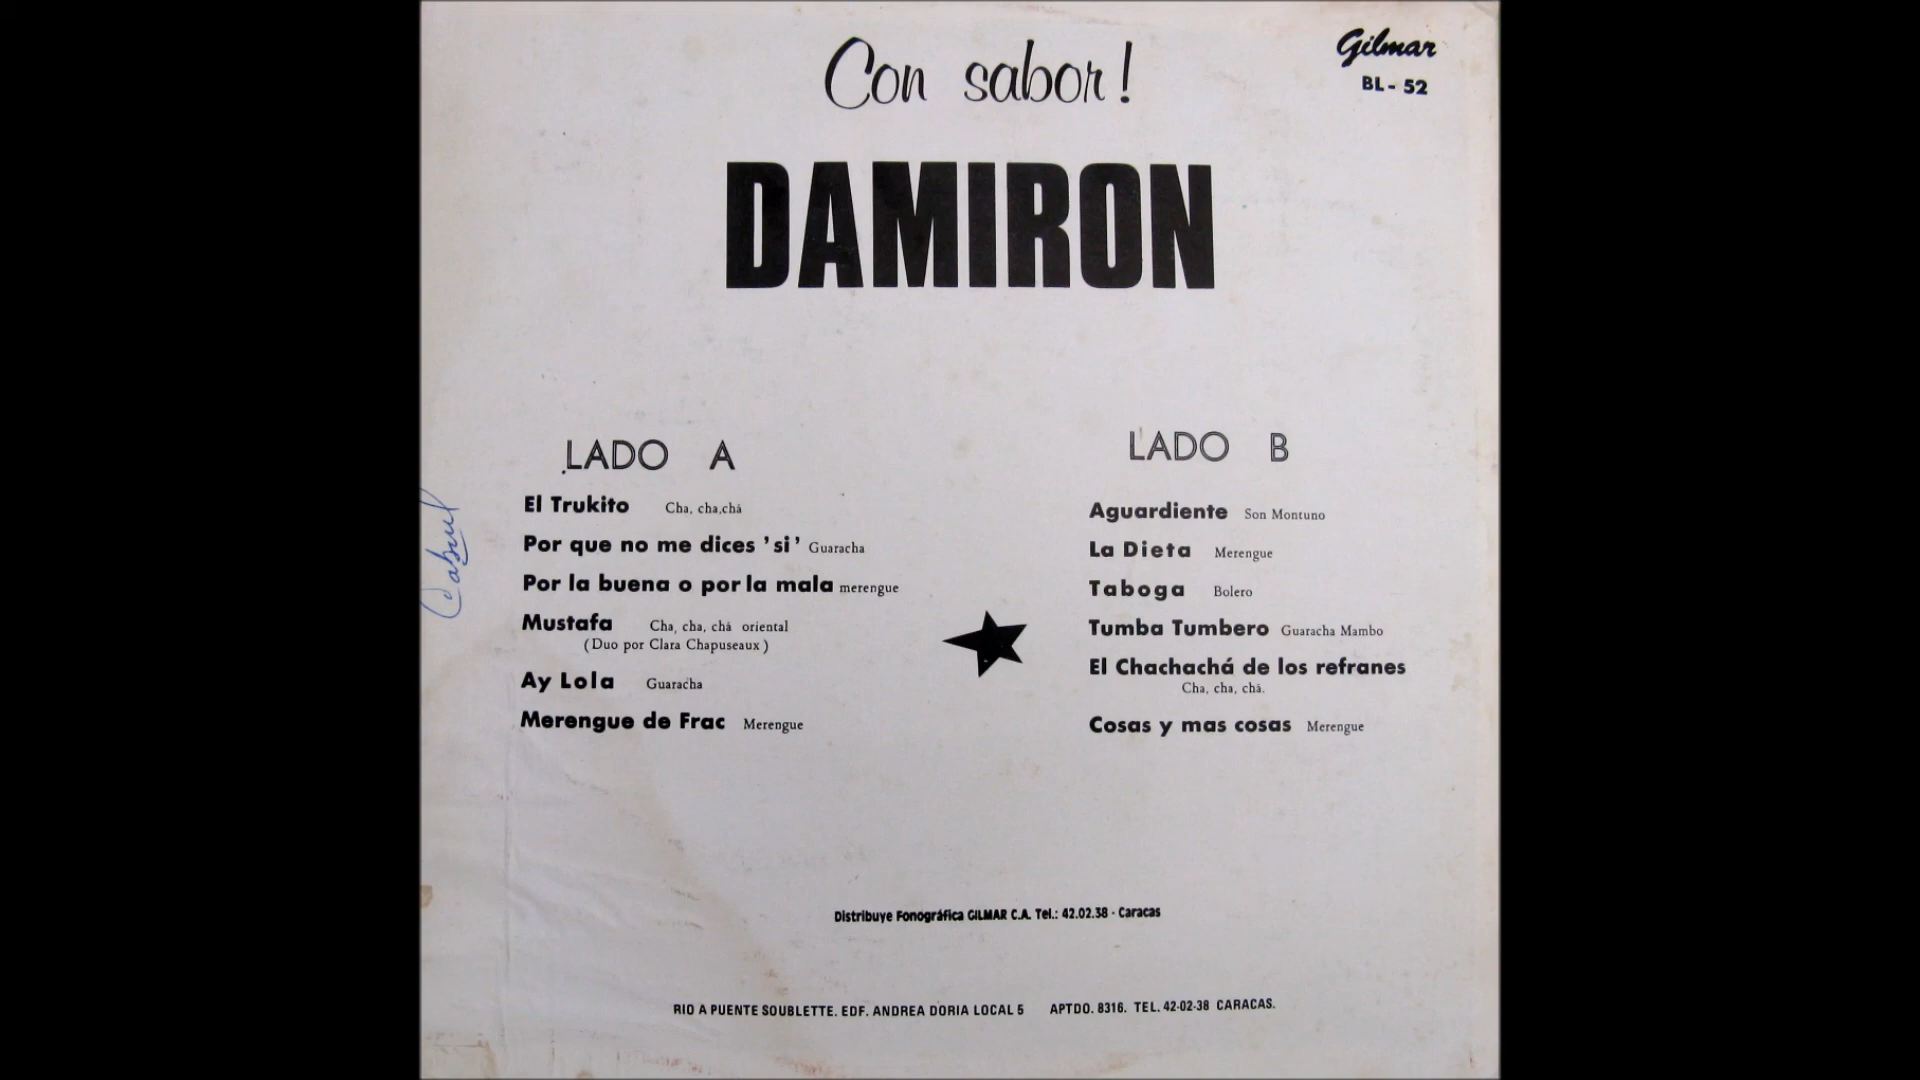 Con sabor!
Gilmar
BL - 52
DAMIRON
LADO A
El Trukito Cha, cha,chá
Por que no me dices 'si' Guaracha
Por la buena o por la mala merengue
Mustafa Cha, cha, chá oriental
(Duo por Clara Chapuseaux)
Ay Lola Guaracha
Merengue de Frac Merengue
LADO B
Aguardiente Son Montuno
La Dieta Merengue
Taboga Bolero
Tumba Tumbero Guaracha Mambo
El Chachachá de los refranes
Cha, cha, chá.
Cosas y mas cosas Merengue
Distribuye Fonográfica GILMAR C.A. Tel.: 42.02.38 - Caracas
RIO A PUENTE SOUBLETTE. EDF. ANDREA DORIA LOCAL 5 APTDO. 8316. TEL. 42-02-38 CARACAS.